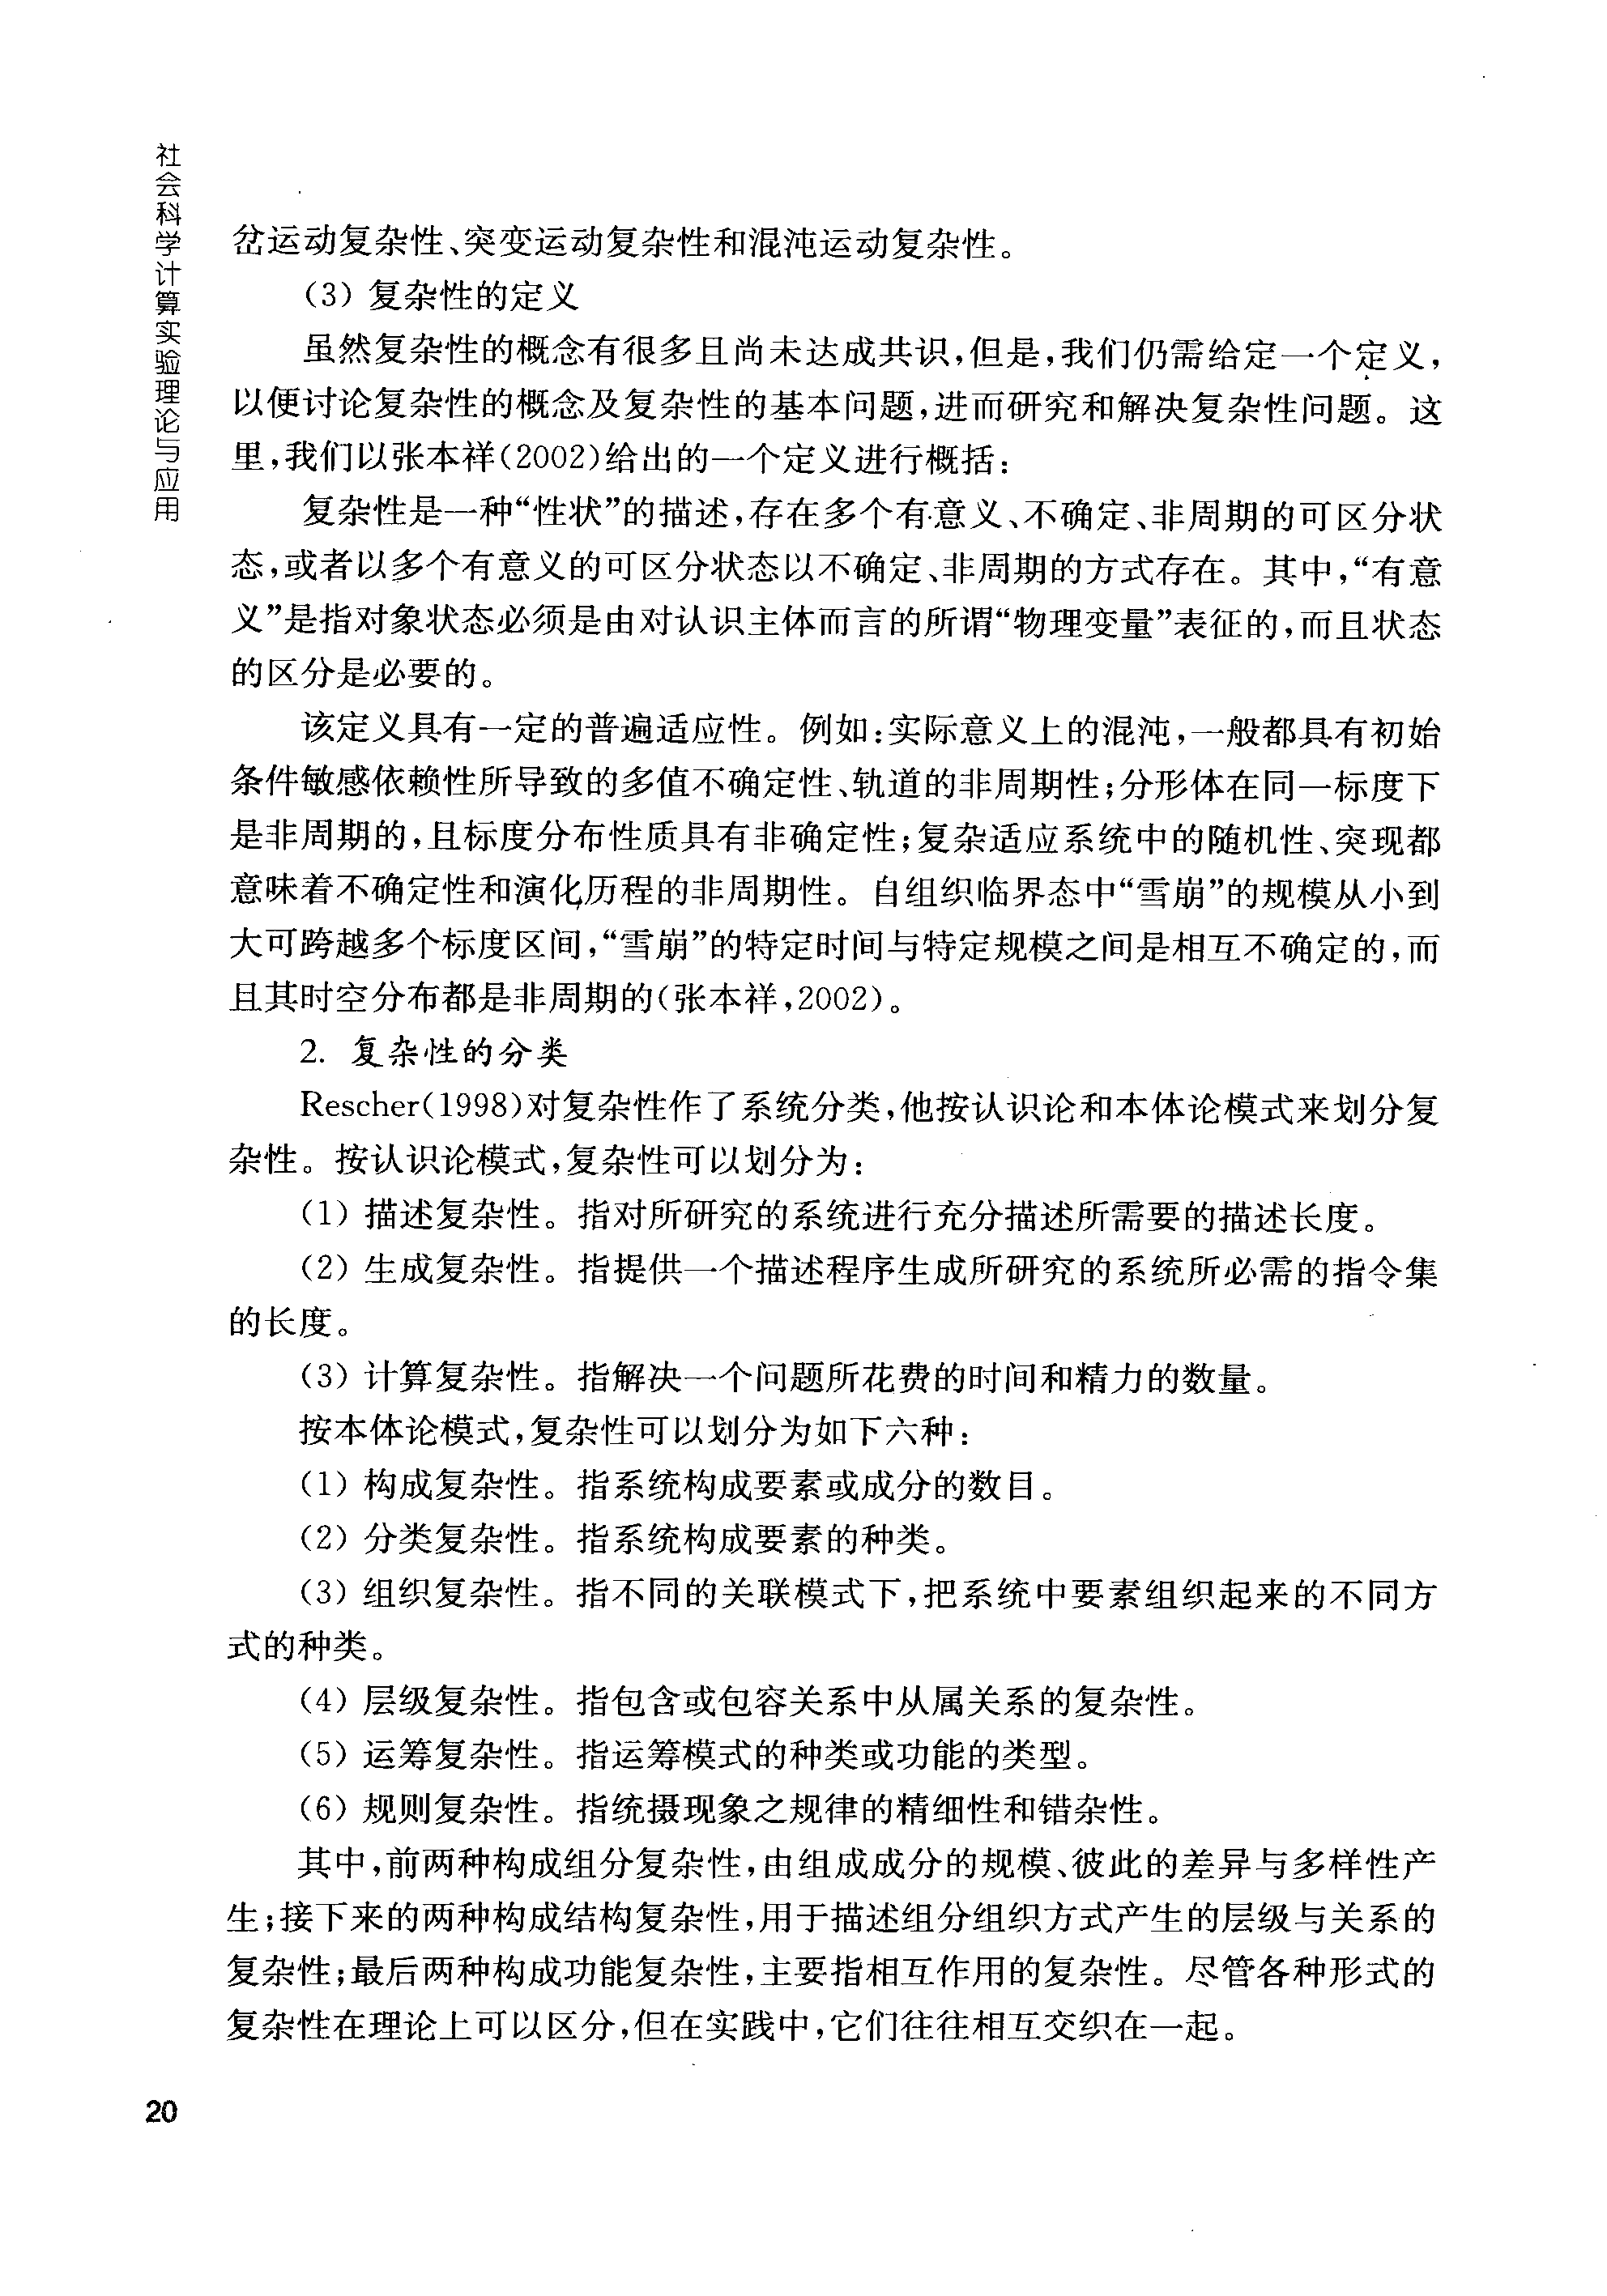 社会科学计算实验理论与应用
岔运动复杂性、突变运动复杂性和混沌运动复杂性。
（3）复杂性的定义
虽然复杂性的概念有很多且尚未达成共识，但是，我们仍需给定一个定义，
以便讨论复杂性的概念及复杂性的基本问题，进而研究和解决复杂性问题。这
里，我们以张本祥（2002）给出的一个定义进行概括：
复杂性是一种“性状”的描述，存在多个有意义、不确定、非周期的可区分状
态，或者以多个有意义的可区分状态以不确定、非周期的方式存在。其中，“有意
义”是指对象状态必须是由对认识主体而言的所谓“物理变量”表征的，而且状态
的区分是必要的。
该定义具有一定的普遍适应性。例如：实际意义上的混沌，一般都具有初始
条件敏感依赖性所导致的多值不确定性、轨道的非周期性；分形体在同一标度下
是非周期的，且标度分布性质具有非确定性；复杂适应系统中的随机性、突现都
意味着不确定性和演化历程的非周期性。自组织临界态中“雪崩”的规模从小到
大可跨越多个标度区间，“雪崩”的特定时间与特定规模之间是相互不确定的，而
且其时空分布都是非周期的（张本祥，2002）。
2. 复杂性的分类
Rescher(1998)对复杂性作了系统分类，他按认识论和本体论模式来划分复
杂性。按认识论模式，复杂性可以划分为：
（1）描述复杂性。指对所研究的系统进行充分描述所需要的描述长度。
（2）生成复杂性。指提供一个描述程序生成所研究的系统所必需的指令集
的长度。
（3）计算复杂性。指解决一个问题所花费的时间和精力的数量。
按本体论模式，复杂性可以划分为如下六种：
（1）构成复杂性。指系统构成要素或成分的数目。
（2）分类复杂性。指系统构成要素的种类。
（3）组织复杂性。指不同的关联模式下，把系统中要素组织起来的不同方
式的种类。
（4）层级复杂性。指包含或包容关系中从属关系的复杂性。
（5）运筹复杂性。指运筹模式的种类或功能的类型。
（6）规则复杂性。指统摄现象之规律的精细性和错杂性。
其中，前两种构成组分复杂性，由组成成分的规模、彼此的差异与多样性产
生；接下来的两种构成结构复杂性，用于描述组分组织方式产生的层级与关系的
复杂性；最后两种构成功能复杂性，主要指相互作用的复杂性。尽管各种形式的
复杂性在理论上可以区分，但在实践中，它们往往相互交织在一起。
20